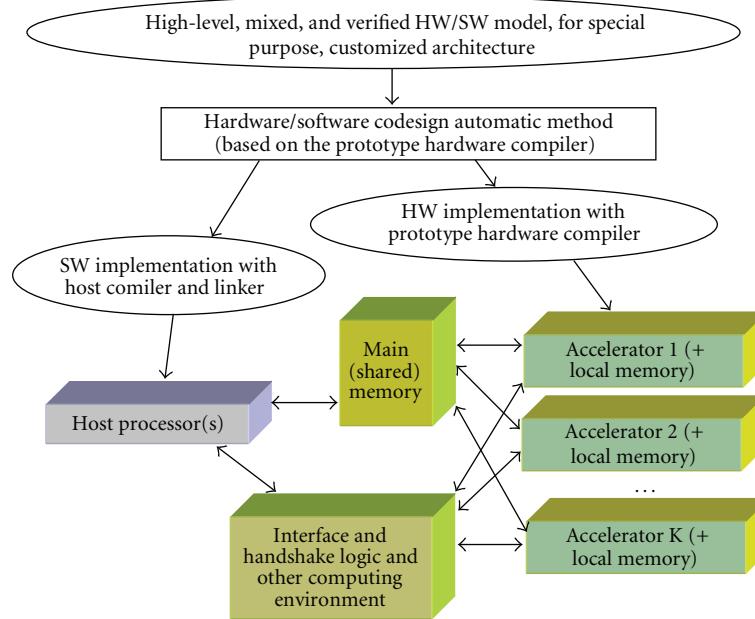 High-level, mixed, and verified HW/SW model, for special
purpose, customized architecture
Hardware/software codesign automatic method
(based on the prototype hardware compiler)
HW implementation with
prototype hardware compiler
SW implementation with
host comiler and linker
Main
(shared)
memory
Accelerator 1 (+
local memory)
Host processor(s)
Accelerator 2 (+
local memory)
...
Interface and
handshake logic and
other computing
environment
Accelerator K (+
local memory)